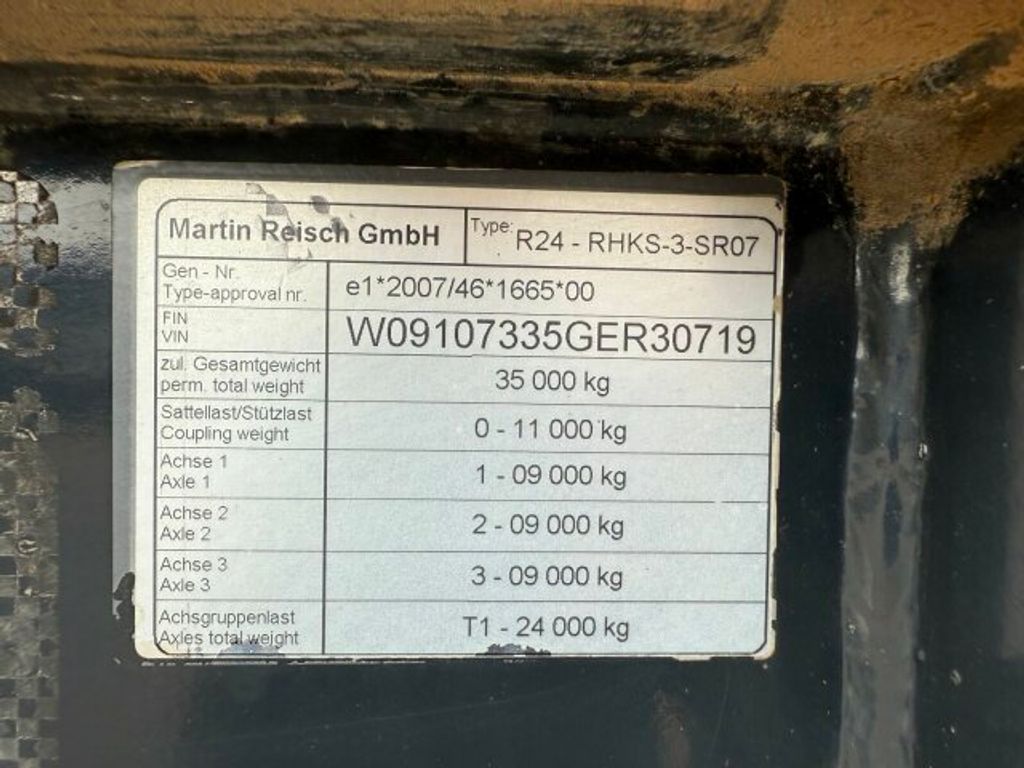 Martin Reisch GmbH
Type: R24 - RHKS-3-SR07
Gen - Nr.
Type-approval nr.
e1*2007/46*1665*00
FIN
VIN
W09107335GER30719
zul. Gesamtgewicht
perm. total weight
35 000 kg
Sattellast/Stützlast
Coupling weight
0 - 11 000 kg
Achse 1
Axle 1
1 - 09 000 kg
Achse 2
Axle 2
2 - 09 000 kg
Achse 3
Axle 3
3 - 09 000 kg
Achsgruppenlast
Axles total weight
T1 - 24 000 kg